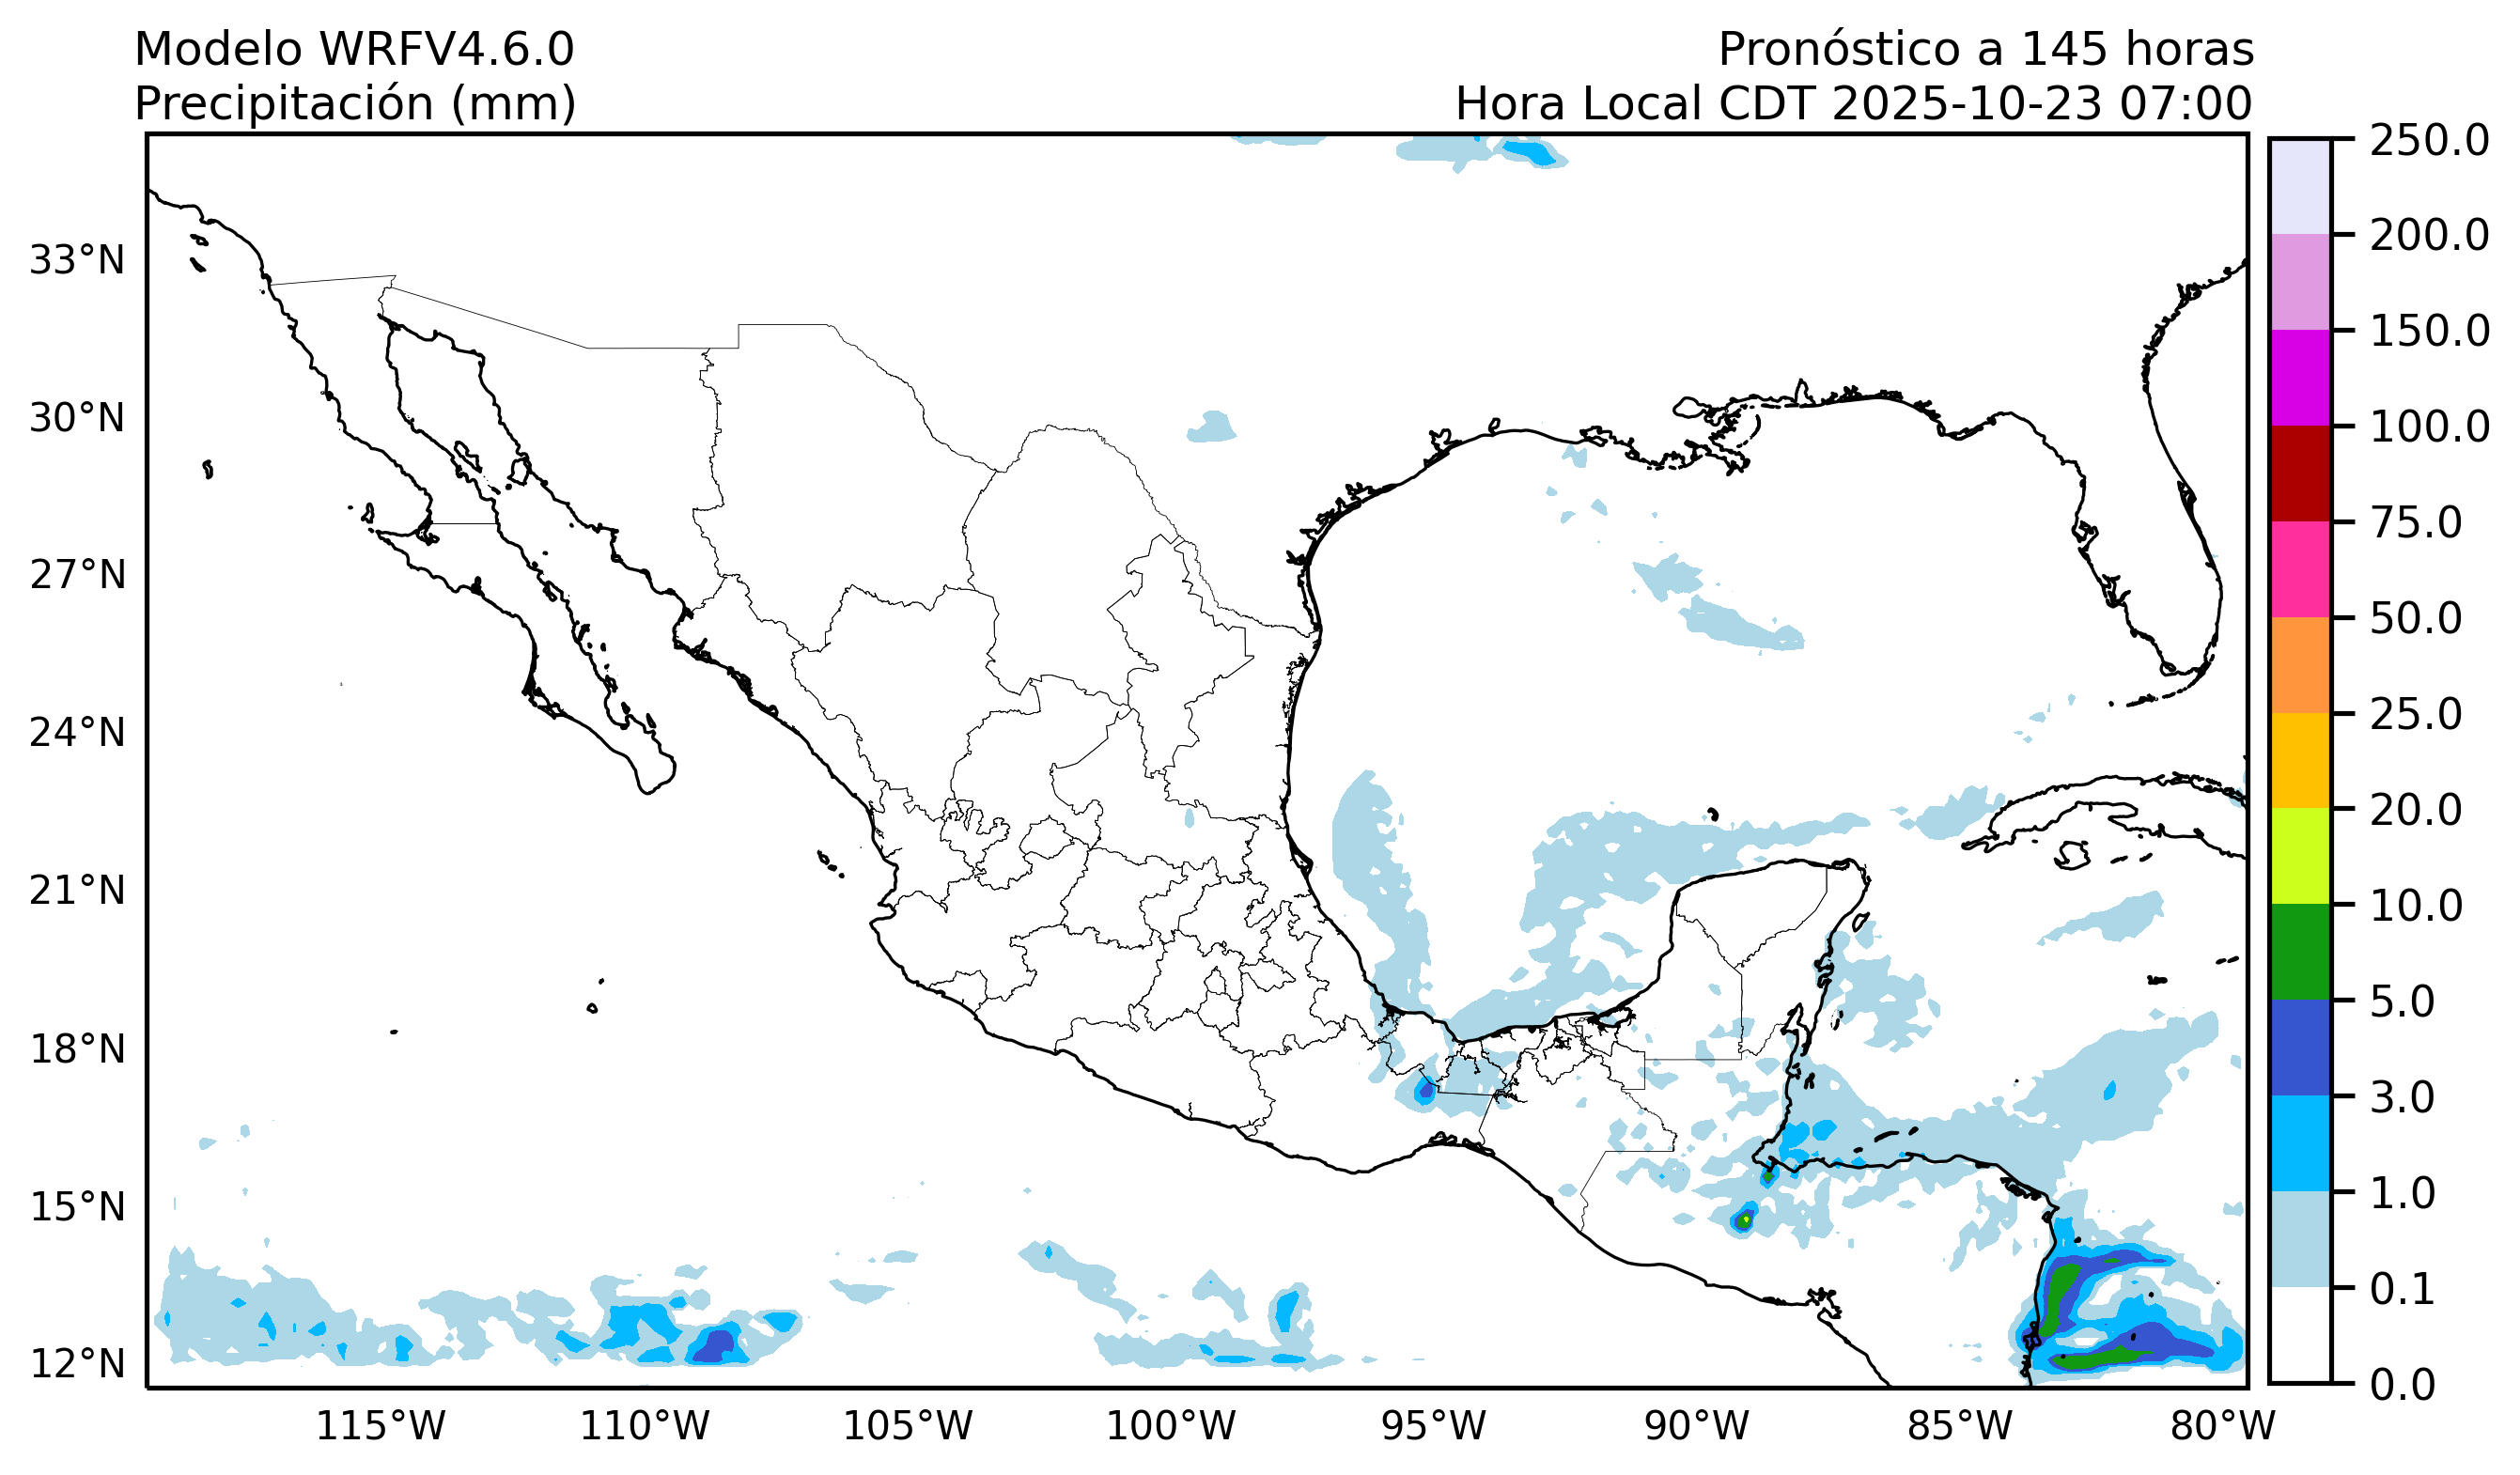 Modelo WRFV4.6.0
Precipitación (mm)
Pronóstico a 145 horas
Hora Local CDT 2025-10-23 07:00
33°N
30°N
27°N
24°N
21°N
18°N
15°N
12°N
115°W
110°W
105°W
100°W
95°W
90°W
85°W
80°W
250.0
200.0
150.0
100.0
75.0
50.0
25.0
20.0
10.0
5.0
3.0
1.0
0.1
0.0